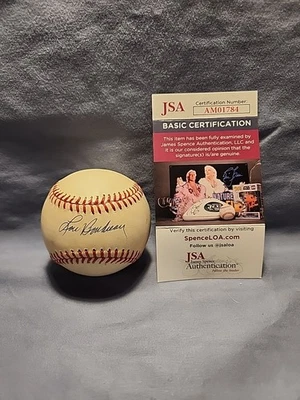 JSA
Certification Number
AM01784
BASIC CERTIFICATION
This item has been fully examined by
James Spence Authentication, LLC and
it is our considered opinion that the
signature(s) is/are genuine.
Lou Boudreau
Verify this certification by visiting
SpenceLOA.com
Follow us @jsaloa
JSA
James Spence
Authentication